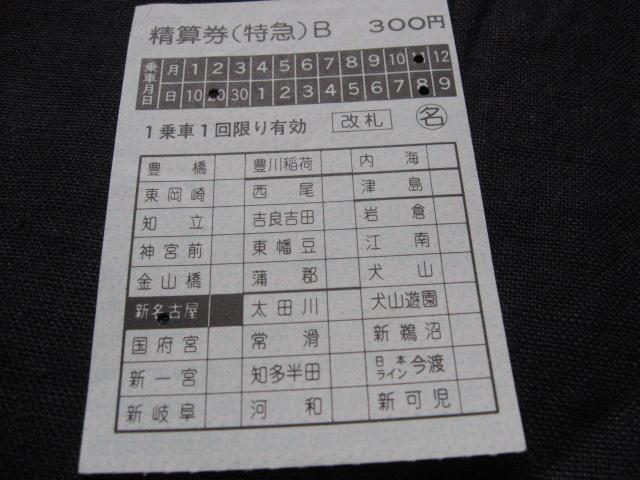 精算券(特急)B 300円
乗車月日 月 1 2 3 4 5 6 7 8 9 10 11 12
日 10 20 30 1 2 3 4 5 6 7 8 9
1乗車1回限り有効 改札 名
豊橋 豊川稲荷 内海
東岡崎 西尾 津島
知立 吉良吉田 岩倉
神宮前 東幡豆 江南
金山橋 蒲郡 犬山
新名古屋 太田川 犬山遊園
国府宮 常滑 新鵜沼
新一宮 知多半田 日本ライン今渡
新岐阜 河和 新可児